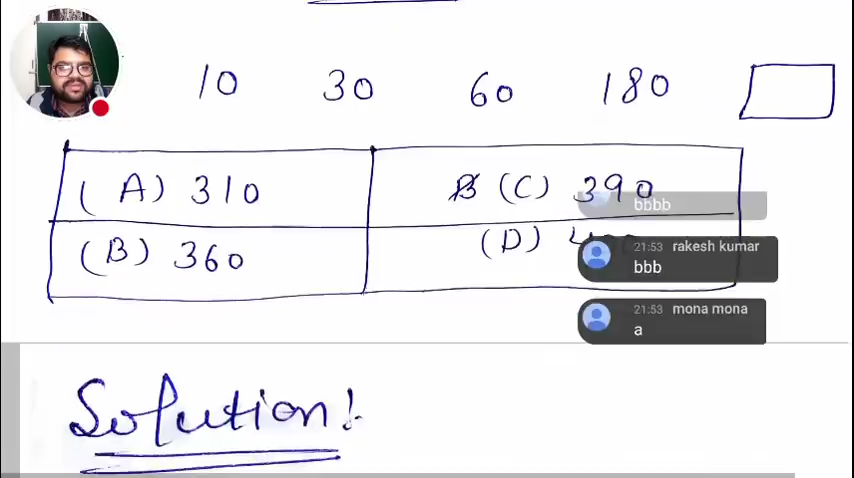 10 30 60 180
(A) 310 (C) 390
bbbb
(B) 360 (D)
21:53 rakesh kumar
bbb
21:53 mona mona
a
Solution!